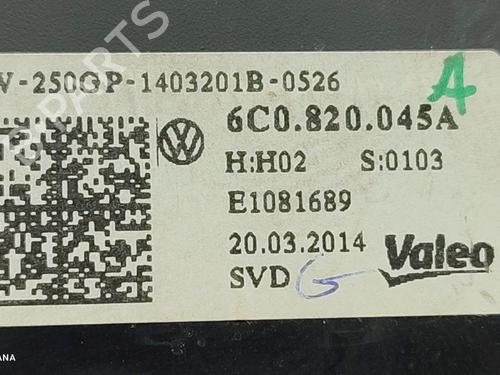 V-250GP-1403201B-0526
A
6C0.820.045A
H:H02 S:0103
E1081689
20.03.2014
SVD
Valeo